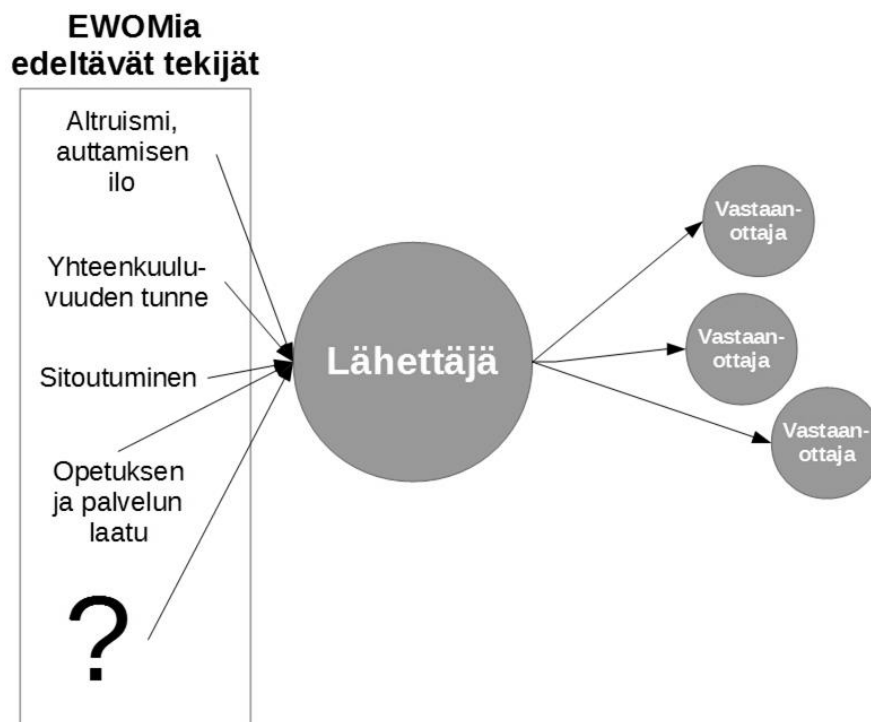 EWOMia
edeltävät tekijät
Altruismi,
auttamisen
ilo
Yhteenkuulu-
vuuden tunne
Sitoutuminen
Opetuksen
ja palvelun
laatu
?
Lähettäjä
Vastaan-
ottaja
Vastaan-
ottaja
Vastaan-
ottaja